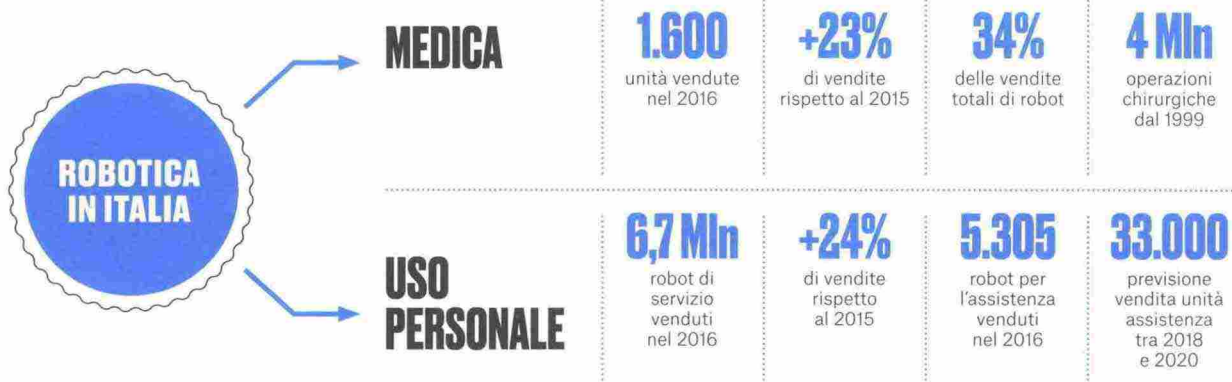 ROBOTICA
IN ITALIA
MEDICA
1.600
unità vendute
nel 2016
+23%
di vendite
rispetto al 2015
34%
delle vendite
totali di robot
4 Mln
operazioni
chirurgiche
dal 1999
USO
PERSONALE
6,7 Mln
robot di
servizio
venduti
nel 2016
+24%
di vendite
rispetto
al 2015
5.305
robot per
l'assistenza
venduti
nel 2016
33.000
previsione
vendita unità
assistenza
tra 2018
e 2020